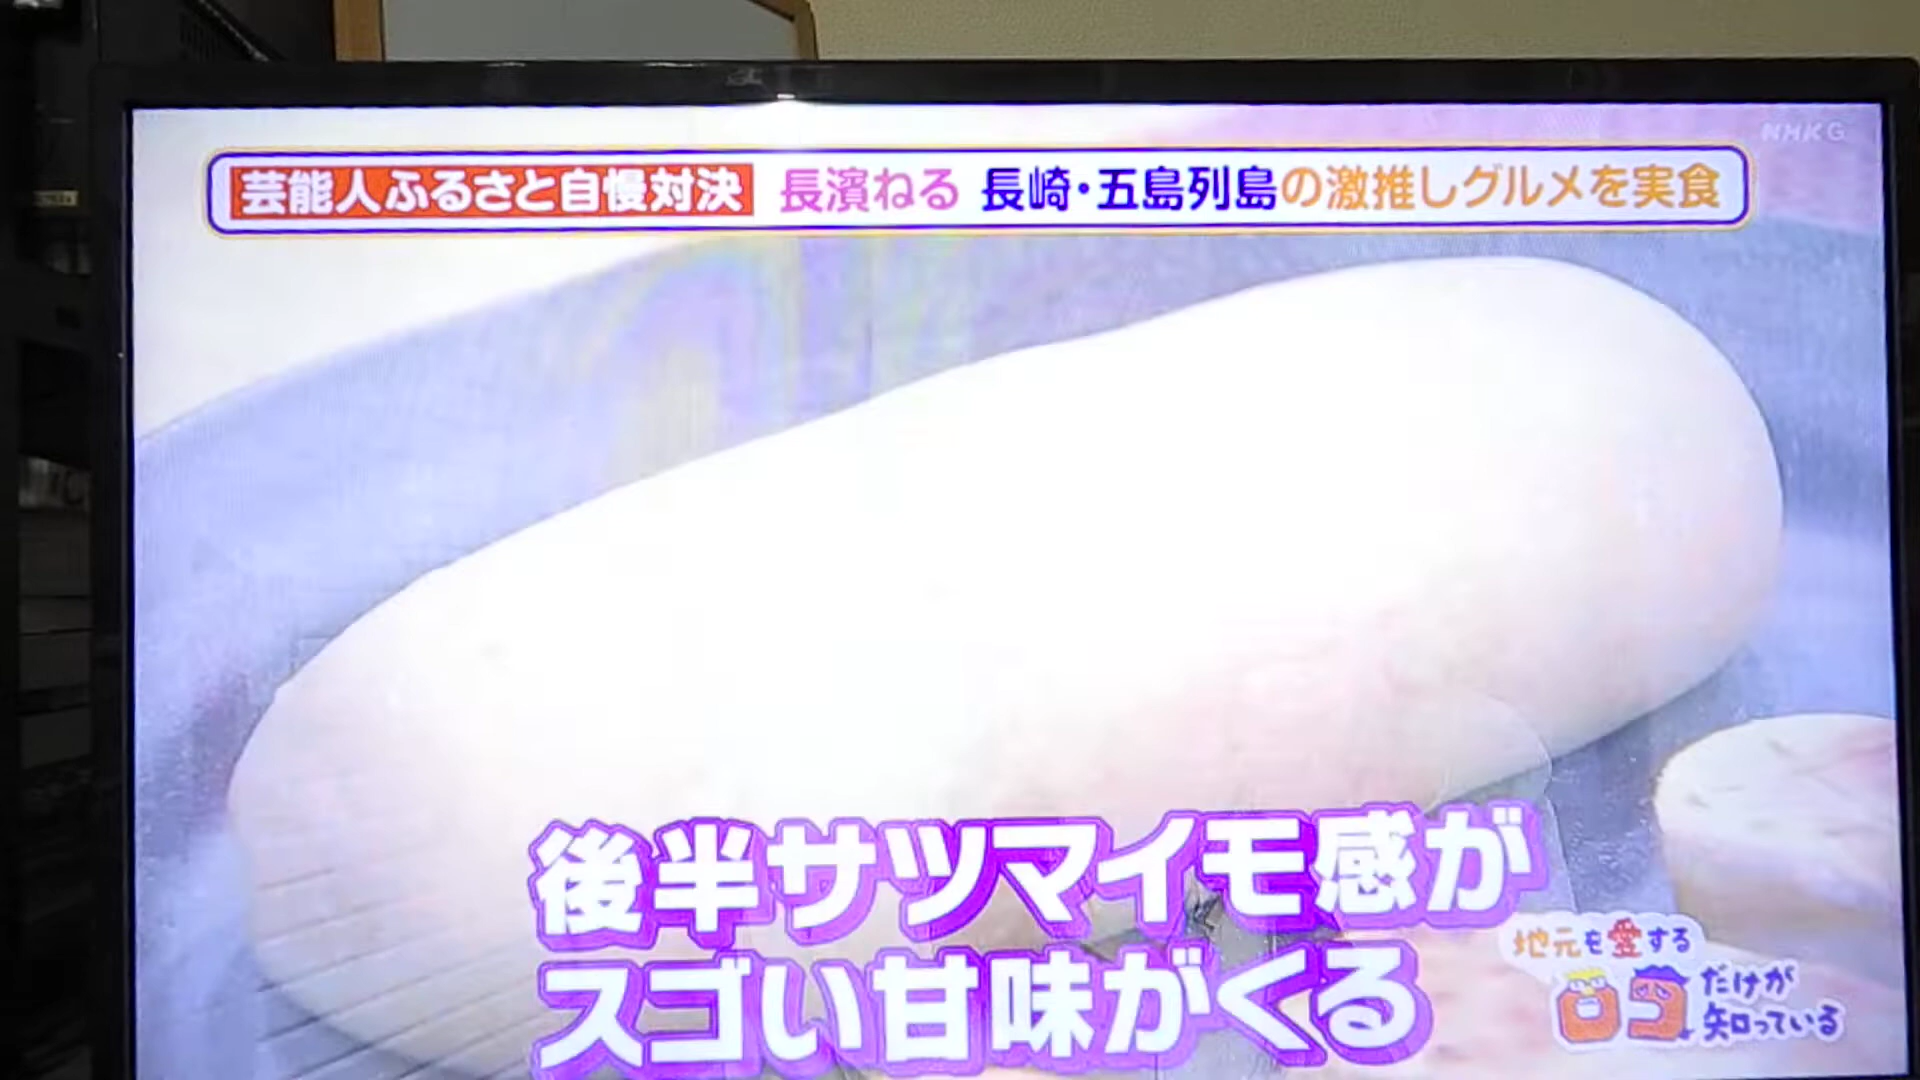 NHK G
芸能人ふるさと自慢対決 長濱ねる 長崎・五島列島の激推しグルメを実食
後半サツマイモ感が
スゴい甘味がくる
地元を愛する
ロコだけが
知っている